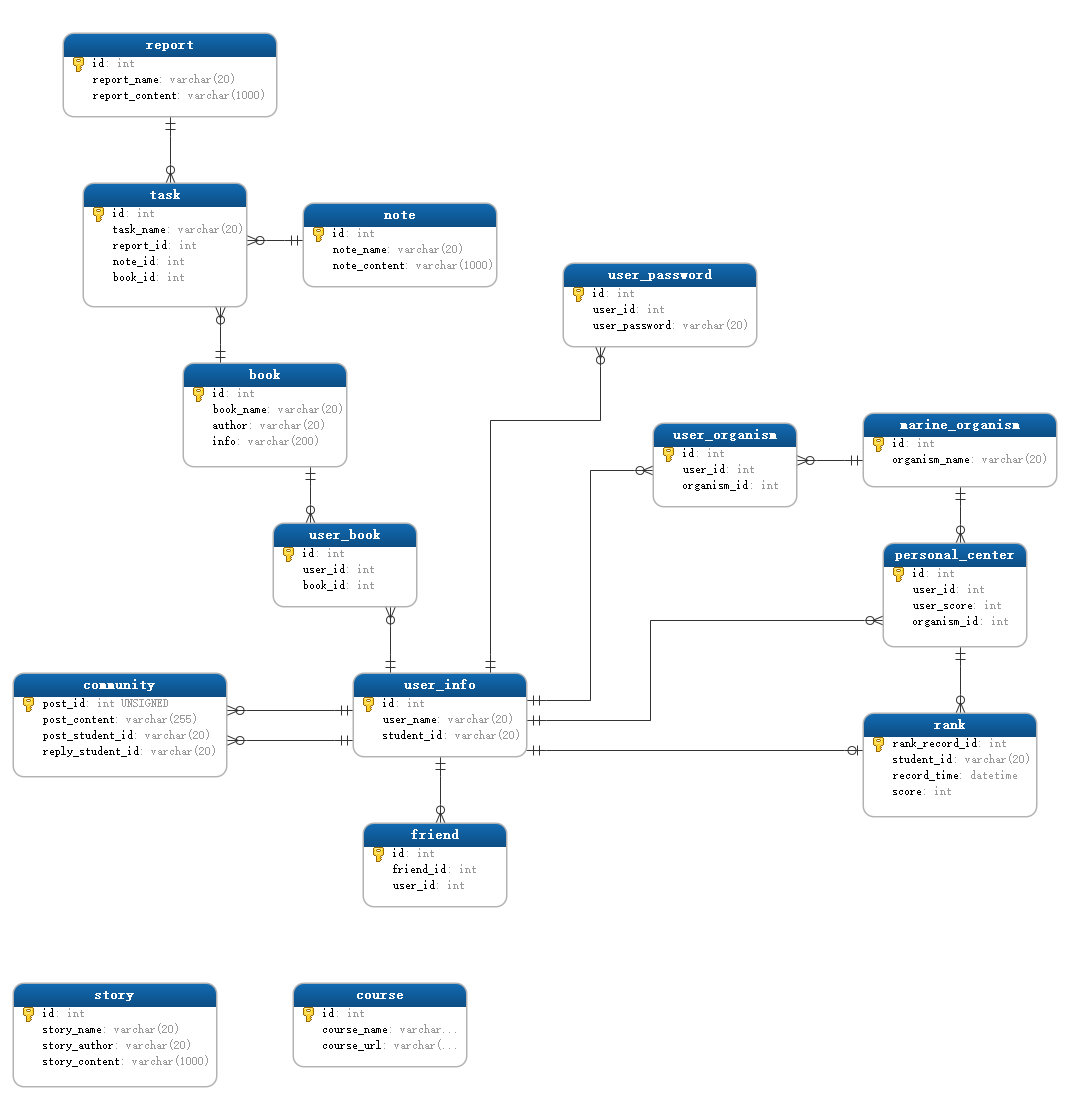 report
id: int
report_name: varchar(20)
report_content: varchar(1000)
task
id: int
task_name: varchar(20)
report_id: int
note_id: int
book_id: int
note
id: int
note_name: varchar(20)
note_content: varchar(1000)
user_password
id: int
user_id: int
user_password: varchar(20)
book
id: int
book_name: varchar(20)
author: varchar(20)
info: varchar(200)
user_organism
id: int
user_id: int
organism_id: int
marine_organism
id: int
organism_name: varchar(20)
user_book
id: int
user_id: int
book_id: int
personal_center
id: int
user_id: int
user_score: int
organism_id: int
community
post_id: int UNSIGNED
post_content: varchar(255)
post_student_id: varchar(20)
reply_student_id: varchar(20)
user_info
id: int
user_name: varchar(20)
student_id: varchar(20)
rank
rank_record_id: int
student_id: varchar(20)
record_time: datetime
score: int
friend
id: int
friend_id: int
user_id: int
story
id: int
story_name: varchar(20)
story_author: varchar(20)
story_content: varchar(1000)
course
id: int
course_name: varchar...
course_url: varchar(...